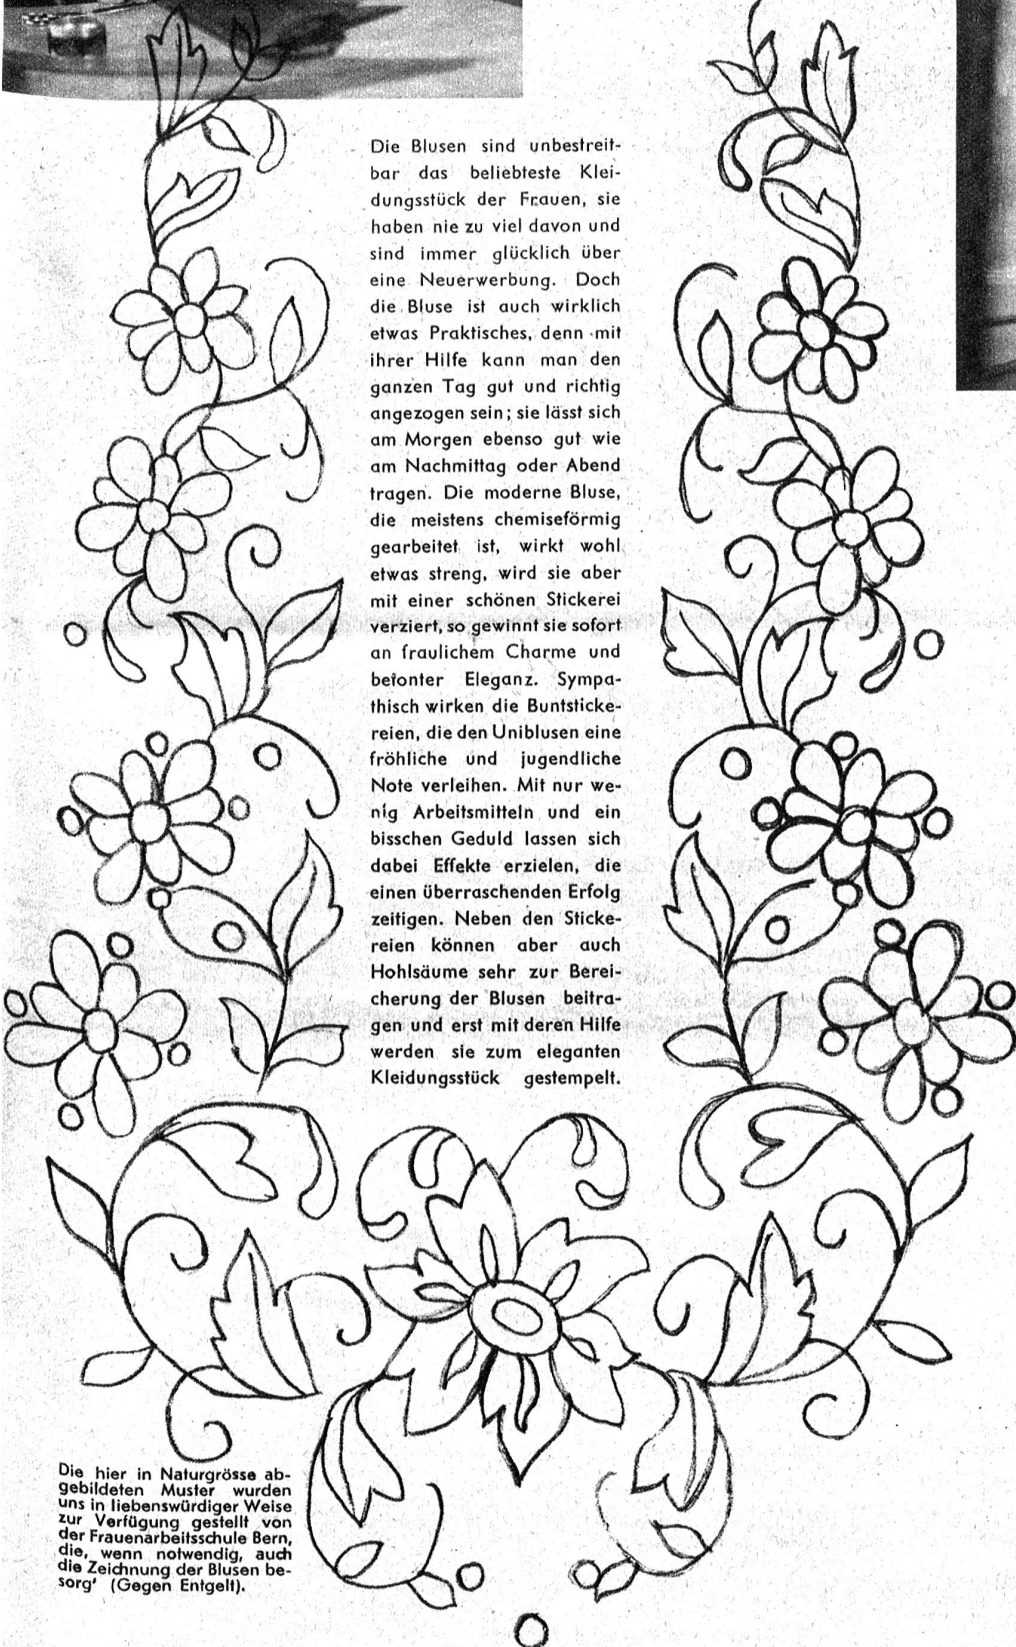 Die Blusen sind unbestreit-
bar das beliebteste Klei-
dungsstück der Frauen, sie
haben nie zu viel davon und
sind immer glücklich über
eine Neuerwerbung. Doch
die Bluse ist auch wirklich
etwas Praktisches, denn mit
ihrer Hilfe kann man den
ganzen Tag gut und richtig
angezogen sein; sie lässt sich
am Morgen ebenso gut wie
am Nachmittag oder Abend
tragen. Die moderne Bluse,
die meistens chemiseförmig
gearbeitet ist, wirkt wohl
etwas streng, wird sie aber
mit einer schönen Stickerei
verziert, so gewinnt sie sofort
an fraulichem Charme und
betonter Eleganz. Sympa-
thisch wirken die Buntsticke-
reien, die den Uniblusen eine
fröhliche und jugendliche
Note verleihen. Mit nur we-
nig Arbeitsmitteln und ein
bisschen Geduld lassen sich
dabei Effekte erzielen, die
einen überraschenden Erfolg
zeitigen. Neben den Sticke-
reien können aber auch
Hohlsäume sehr zur Berei-
cherung der Blusen beitra-
gen und erst mit deren Hilfe
werden sie zum eleganten
Kleidungsstück gestempelt.
Die hier in Naturgrösse ab-
gebildeten Muster wurden
uns in liebenswürdiger Weise
zur Verfügung gestellt von
der Frauenarbeitsschule Bern,
die, wenn notwendig, auch
die Zeichnung der Blusen be-
sorg' (Gegen Entgelt).